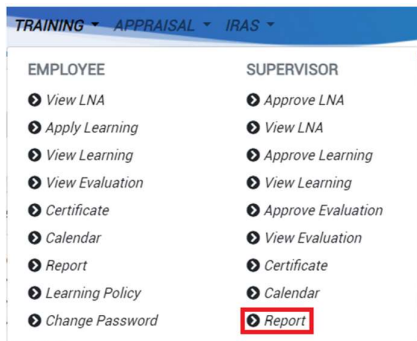 TRAINING APPRAISAL IRAS
EMPLOYEE
View LNA
Apply Learning
View Learning
View Evaluation
Certificate
Calendar
Report
Learning Policy
Change Password
SUPERVISOR
Approve LNA
View LNA
Approve Learning
View Learning
Approve Evaluation
View Evaluation
Certificate
Calendar
Report